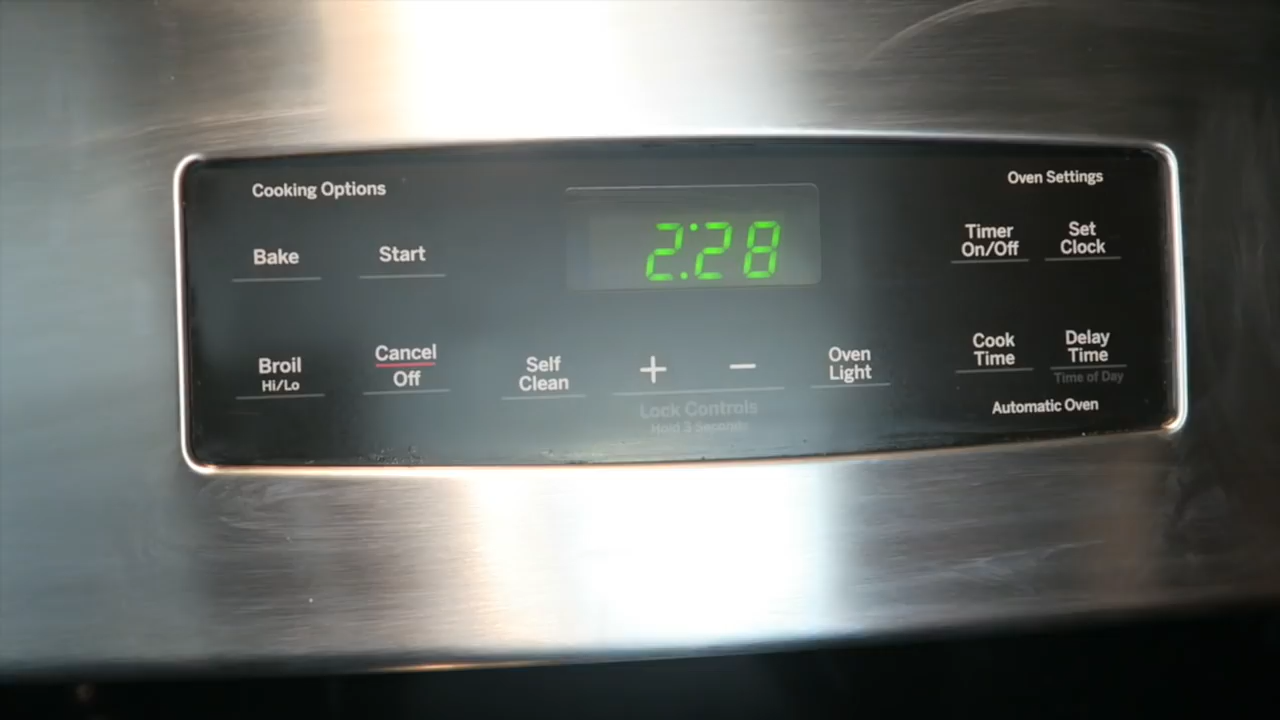 Cooking Options
Oven Settings
2:28
Bake
Start
Timer
On/Off
Set
Clock
Broil
Hi/Lo
Cancel
Off
Self
Clean
+ −
Lock Controls
Hold 3 Seconds
Oven
Light
Cook
Time
Delay
Time
Time of Day
Automatic Oven